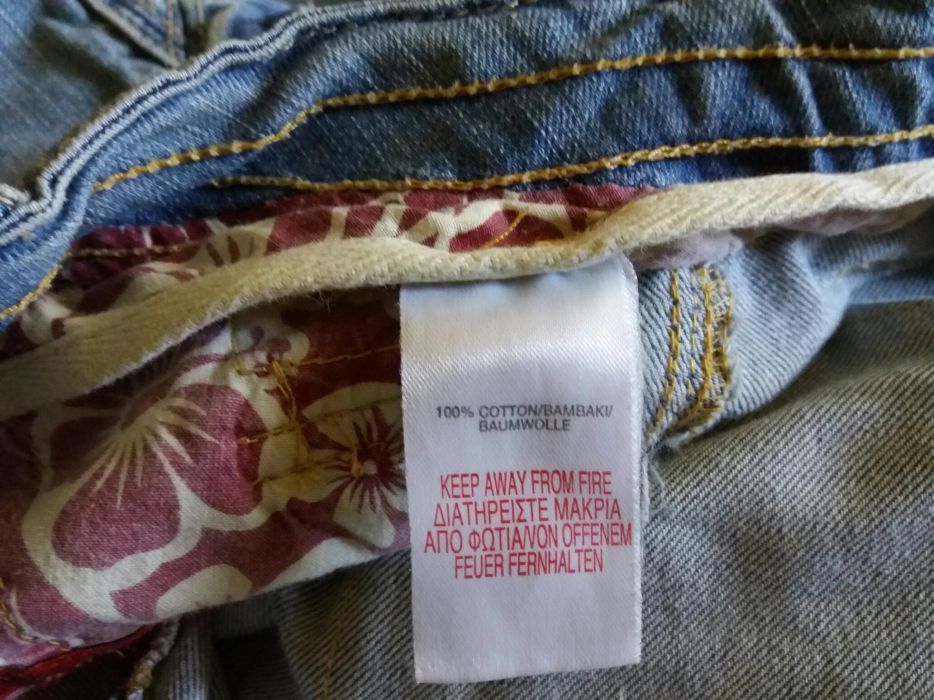 100% COTTON/BAMBAKI/
BAUMWOLLE
KEEP AWAY FROM FIRE
ΔΙΑΤΗΡΕΙΣΤΕ ΜΑΚΡΙΑ
ΑΠΟ ΦΩΤΙΑ/VON OFFENEM
FEUER FERNHALTEN